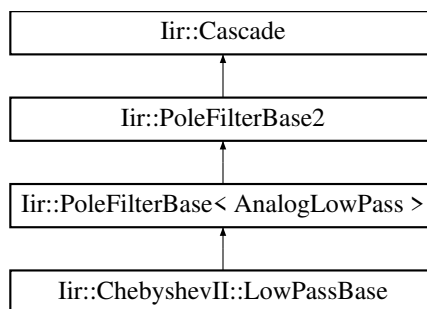 Iir::Cascade
Iir::PoleFilterBase2
Iir::PoleFilterBase< AnalogLowPass >
Iir::ChebyshevII::LowPassBase